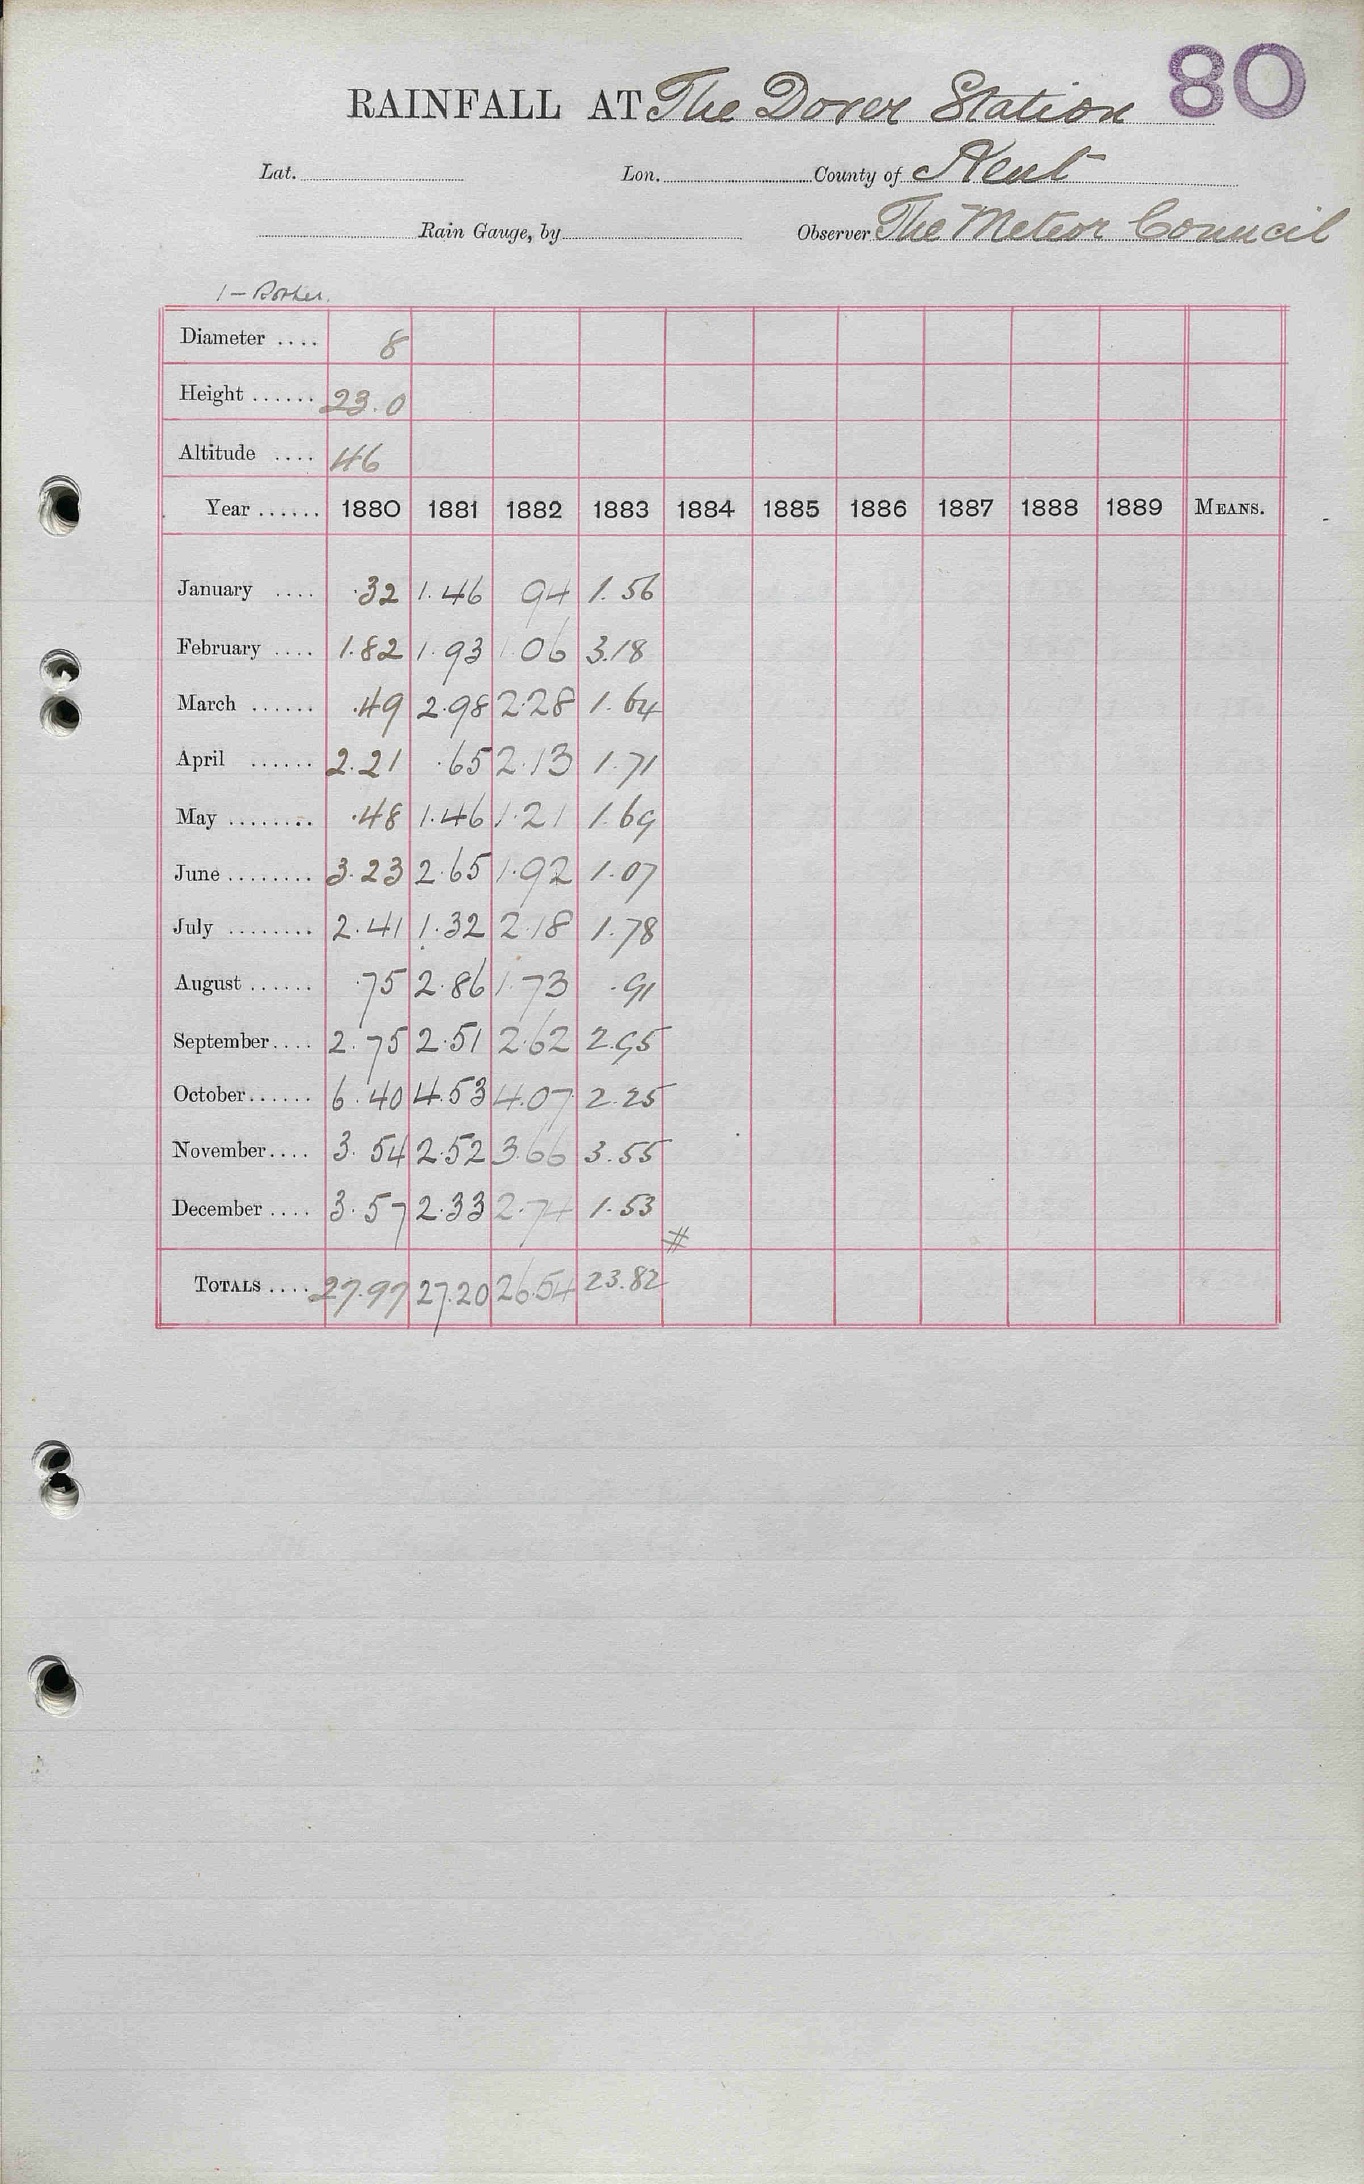 80
RAINFALL AT The Dover Station
Lat. Lon. County of Kent
Rain Gauge, by Observer The Meteor Council
1 – Rother.
Diameter .... 8
Height ...... 23.0
Altitude .... 46
Year ...... 1880 1881 1882 1883 1884 1885 1886 1887 1888 1889 MEANS.
January .... .32 1.46 94 1.56
February .... 1.82 1.93 1.06 3.18
March ...... .49 2.98 2.28 1.64
April ...... 2.21 .65 2.13 1.71
May ........ .48 1.46 1.21 1.69
June ........ 3.23 2.65 1.92 1.07
July ........ 2.41 1.32 2.18 1.78
August ...... .75 2.86 1.73 .91
September.... 2.75 2.51 2.62 2.95
October...... 6.40 4.53 4.07 2.25
November.... 3.54 2.52 3.66 3.55
December .... 3.57 2.33 2.74 1.53
#
TOTALS .... 27.97 27.20 26.54 23.82